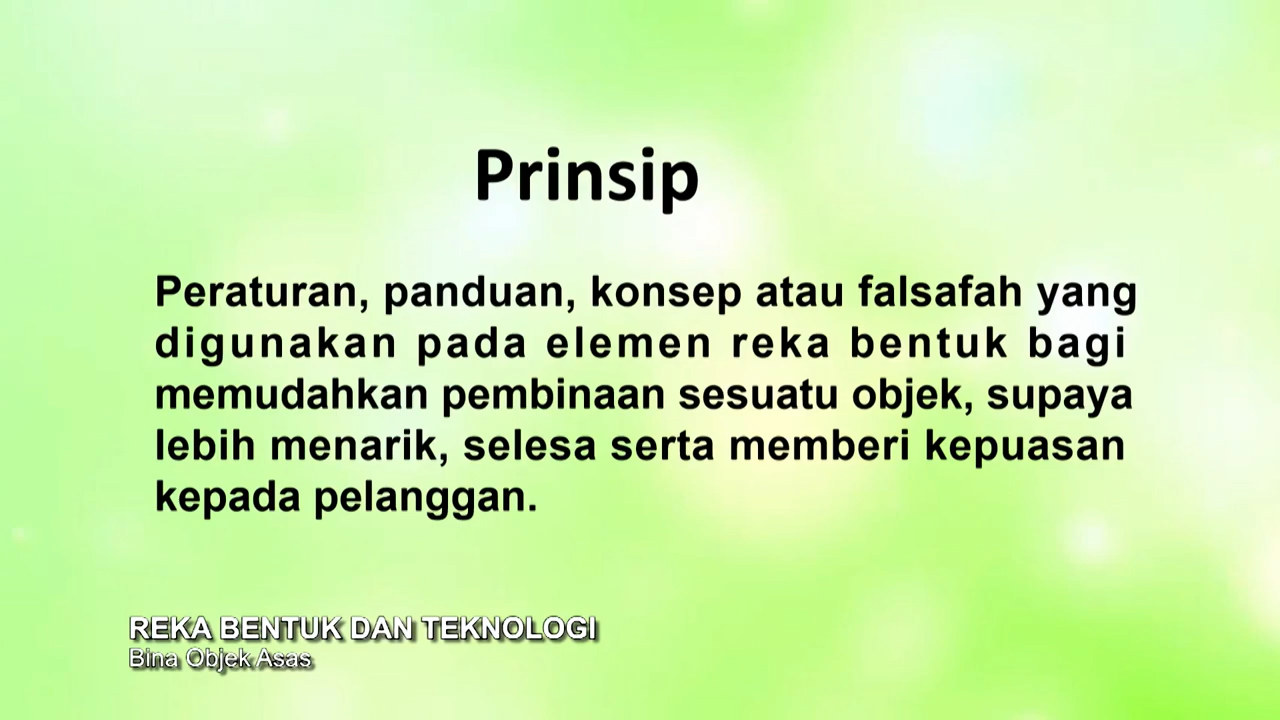 Prinsip
Peraturan, panduan, konsep atau falsafah yang
digunakan pada elemen reka bentuk bagi
memudahkan pembinaan sesuatu objek, supaya
lebih menarik, selesa serta memberi kepuasan
kepada pelanggan.
REKA BENTUK DAN TEKNOLOGI
Bina Objek Asas